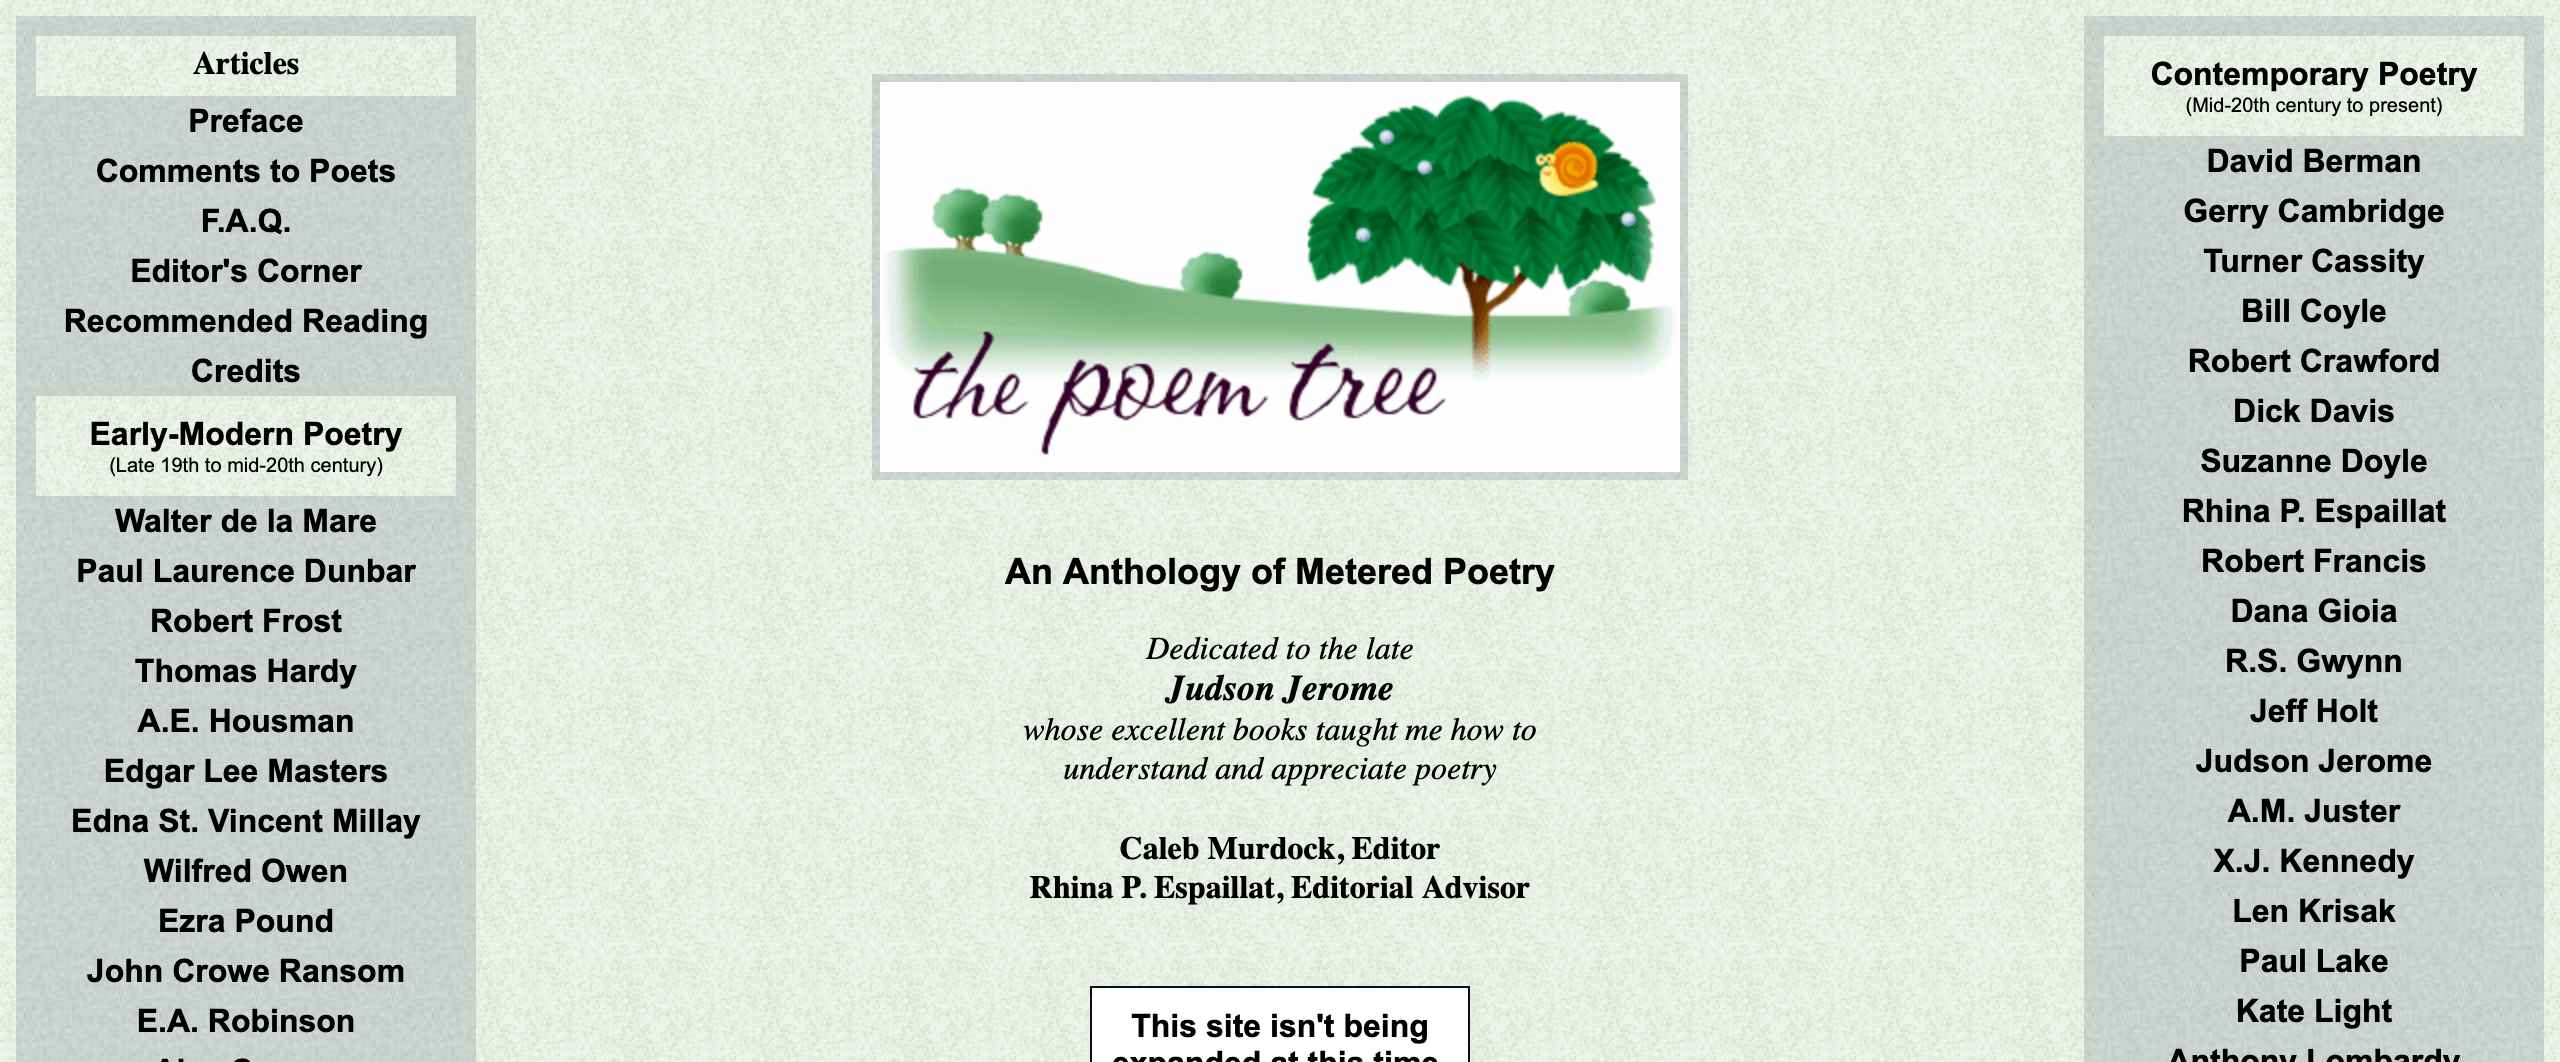 Articles
Preface
Comments to Poets
F.A.Q.
Editor's Corner
Recommended Reading
Credits
Early-Modern Poetry
(Late 19th to mid-20th century)
Walter de la Mare
Paul Laurence Dunbar
Robert Frost
Thomas Hardy
A.E. Housman
Edgar Lee Masters
Edna St. Vincent Millay
Wilfred Owen
Ezra Pound
John Crowe Ransom
E.A. Robinson
the poem tree
An Anthology of Metered Poetry
Dedicated to the late
Judson Jerome
whose excellent books taught me how to
understand and appreciate poetry
Caleb Murdock, Editor
Rhina P. Espaillat, Editorial Advisor
This site isn't being
expanded at this time
Contemporary Poetry
(Mid-20th century to present)
David Berman
Gerry Cambridge
Turner Cassity
Bill Coyle
Robert Crawford
Dick Davis
Suzanne Doyle
Rhina P. Espaillat
Robert Francis
Dana Gioia
R.S. Gwynn
Jeff Holt
Judson Jerome
A.M. Juster
X.J. Kennedy
Len Krisak
Paul Lake
Kate Light
Anthony Lombardy